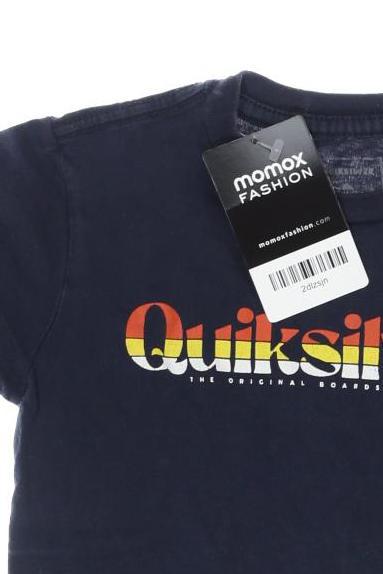 momox
FASHION
momoxfashion.com
2dlzsjn
Quiksil
THE ORIGINAL BOARDS